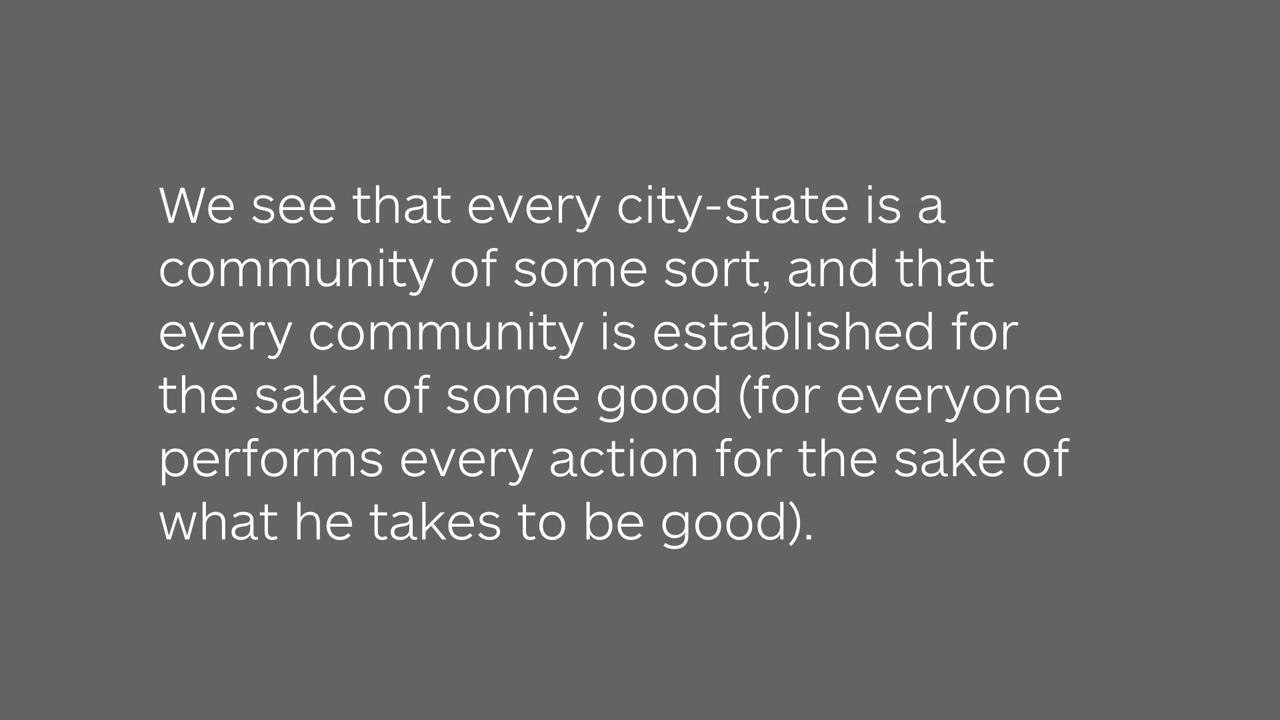 We see that every city-state is a
community of some sort, and that
every community is established for
the sake of some good (for everyone
performs every action for the sake of
what he takes to be good).